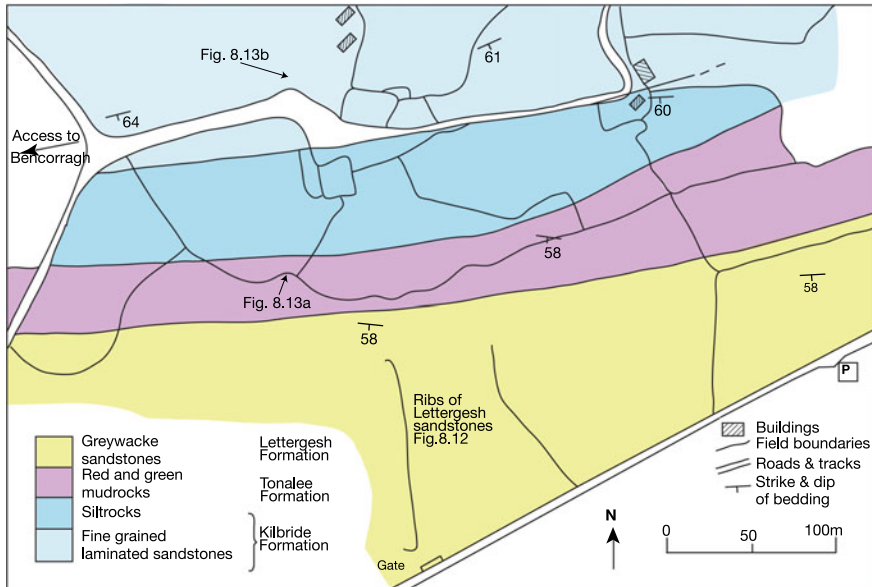 Fig. 8.13b
61
64
60
Access to
Bencorragh
58
Fig. 8.13a
58
58
P
Ribs of
Lettergesh
sandstones
Fig.8.12
Greywacke
sandstones
Lettergesh
Formation
Red and green
mudrocks
Tonalee
Formation
Siltrocks
Fine grained
laminated sandstones
Kilbride
Formation
Buildings
Field boundaries
Roads & tracks
Strike & dip
of bedding
N
0 50 100m
Gate